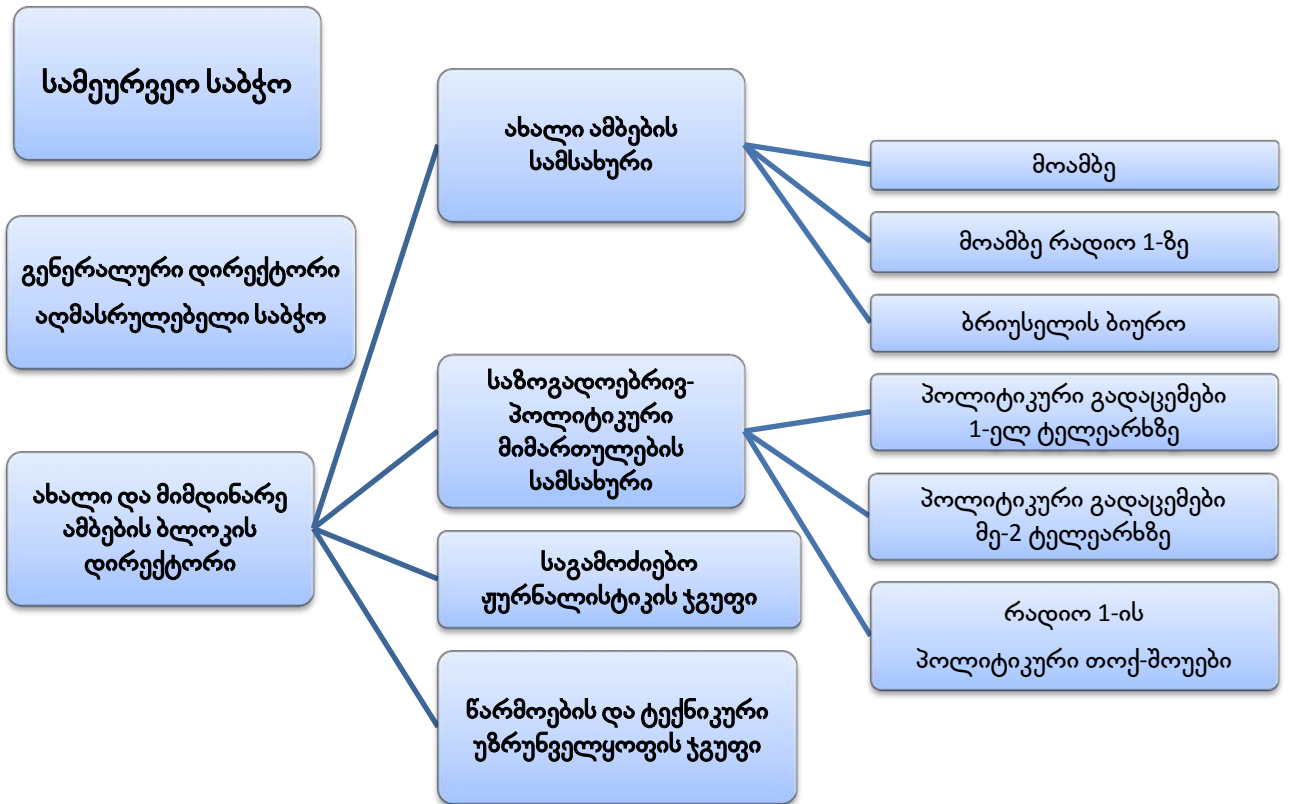 სამეურვეო საბჭო
გენერალური დირექტორი
აღმასრულებელი საბჭო
ახალი და მიმდინარე
ამბების ბლოკის
დირექტორი
ახალი ამბების
სამსახური
საზოგადოებრივ-
პოლიტიკური
მიმართულების
სამსახური
საგამოძიებო
ჟურნალისტიკის ჯგუფი
წარმოების და ტექნიკური
უზრუნველყოფის ჯგუფი
მოამბე
მოამბე რადიო 1-ზე
ბრიუსელის ბიურო
პოლიტიკური გადაცემები
1-ელ ტელეარხზე
პოლიტიკური გადაცემები
მე-2 ტელეარხზე
რადიო 1-ის
პოლიტიკური თოქ-შოუები